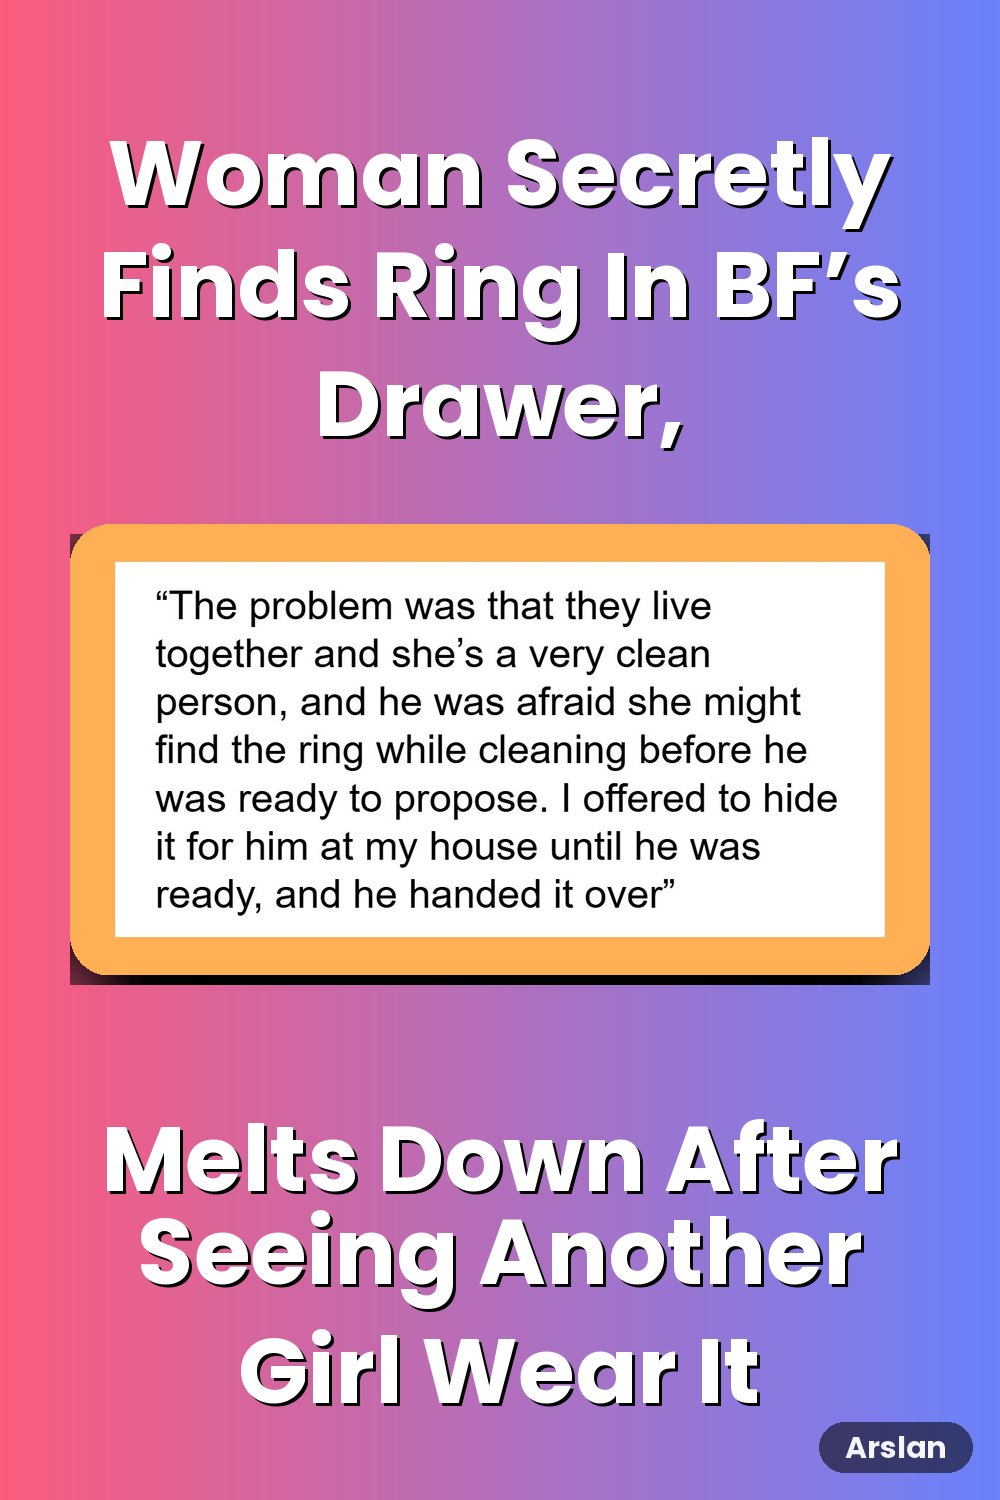 Woman Secretly
Finds Ring In BF’s
Drawer,
“The problem was that they live
together and she’s a very clean
person, and he was afraid she might
find the ring while cleaning before he
was ready to propose. I offered to hide
it for him at my house until he was
ready, and he handed it over”
Melts Down After
Seeing Another
Girl Wear It
Arslan